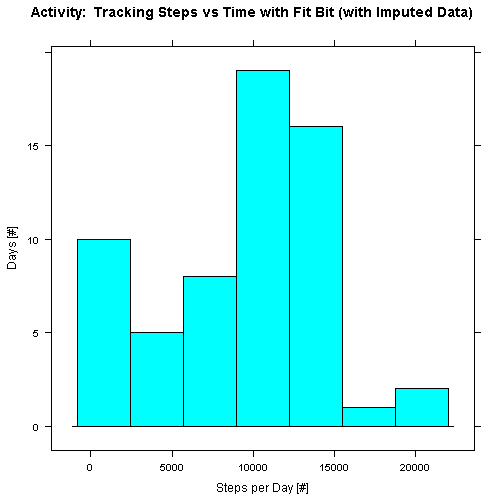 Activity:  Tracking Steps vs Time with Fit Bit (with Imputed Data)
15
10
5
0
Days [#]
0 5000 10000 15000 20000
Steps per Day [#]